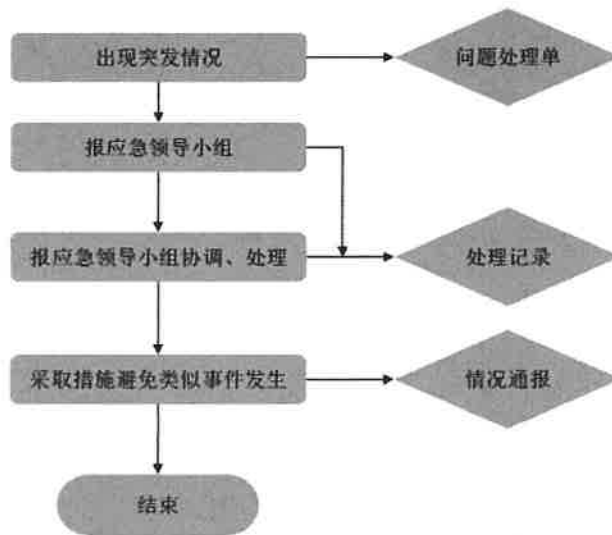 出现突发情况
问题处理单
报应急领导小组
报应急领导小组协调、处理
处理记录
采取措施避免类似事件发生
情况通报
结束